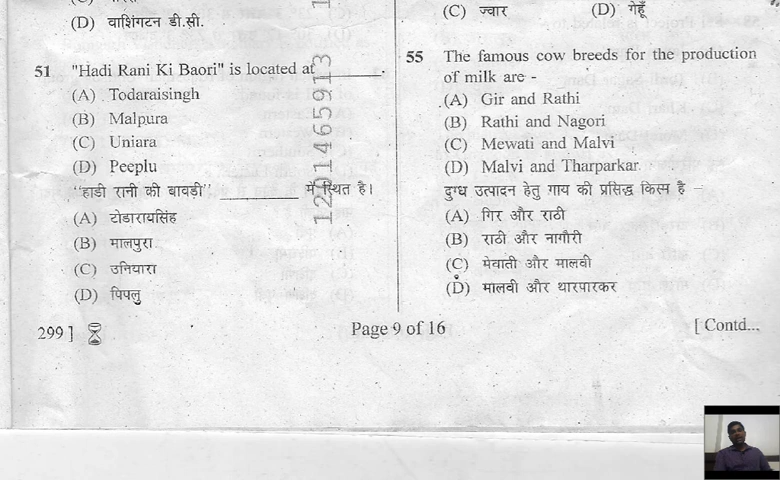 (D) वाशिंगटन डी.सी.
51 "Hadi Rani Ki Baori" is located at ________.
(A) Todaraisingh
(B) Malpura
(C) Uniara
(D) Peeplu
“हाडी रानी की बावड़ी” ________ में स्थित है।
(A) टोडारायसिंह
(B) मालपुरा
(C) उनियारा
(D) पिपलु
299 ]
1291465913
(C) ज्वार (D) गेहूँ
55 The famous cow breeds for the production
of milk are -
(A) Gir and Rathi
(B) Rathi and Nagori
(C) Mewati and Malvi
(D) Malvi and Tharparkar
दुग्ध उत्पादन हेतु गाय की प्रसिद्ध किस्म है –
(A) गिर और राठी
(B) राठी और नागौरी
(C) मेवाती और मालवी
(D) मालवी और थारपारकर
Page 9 of 16
[ Contd...